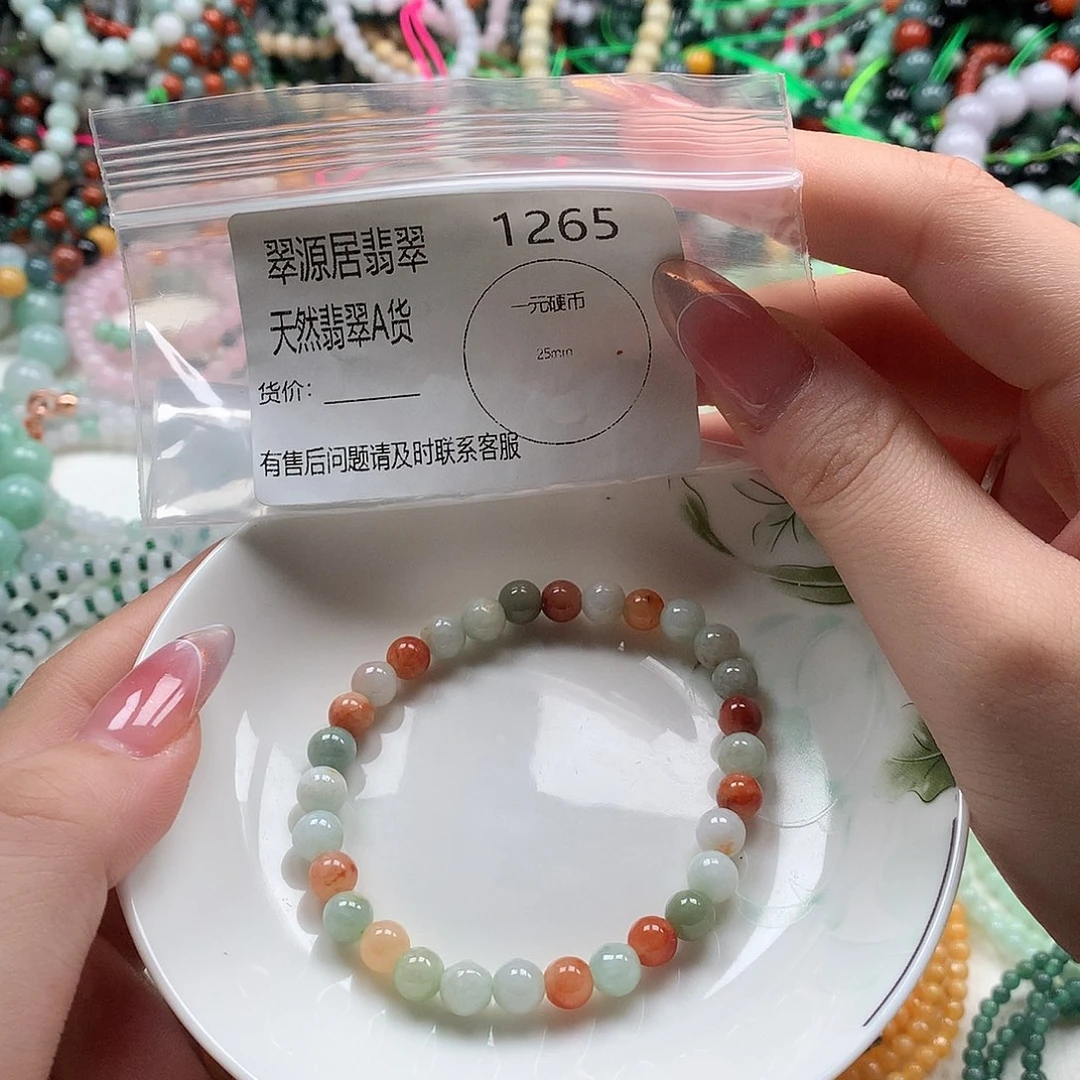 翠源居翡翠
1265
天然翡翠A货
一元硬币
25mm
货价：______
有售后问题请及时联系客服